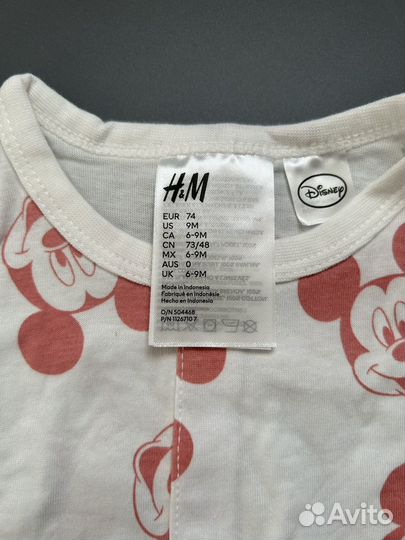 H&M
EUR 74
US 9M
CA 6-9M
CN 73/48
MX 6-9M
AUS 0
UK 6-9M
Made in Indonesia
Fabriqué en Indonésie
Hecho en Indonesia
O/N 504468
P/N 1126710 7
Disney
Avito